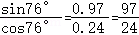 sin76° / cos76° = 0.97 / 0.24 = 97 / 24